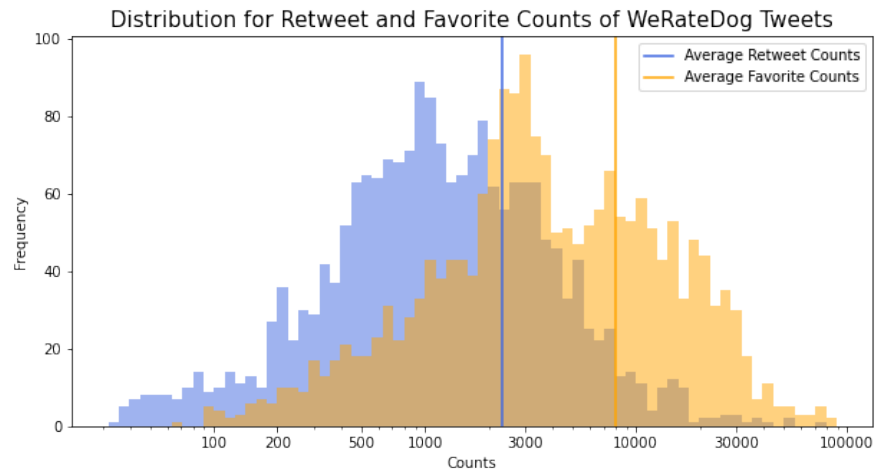 Distribution for Retweet and Favorite Counts of WeRateDog Tweets
Average Retweet Counts
Average Favorite Counts
Frequency
100
80
60
40
20
0
100 200 500 1000 3000 10000 30000 100000
Counts